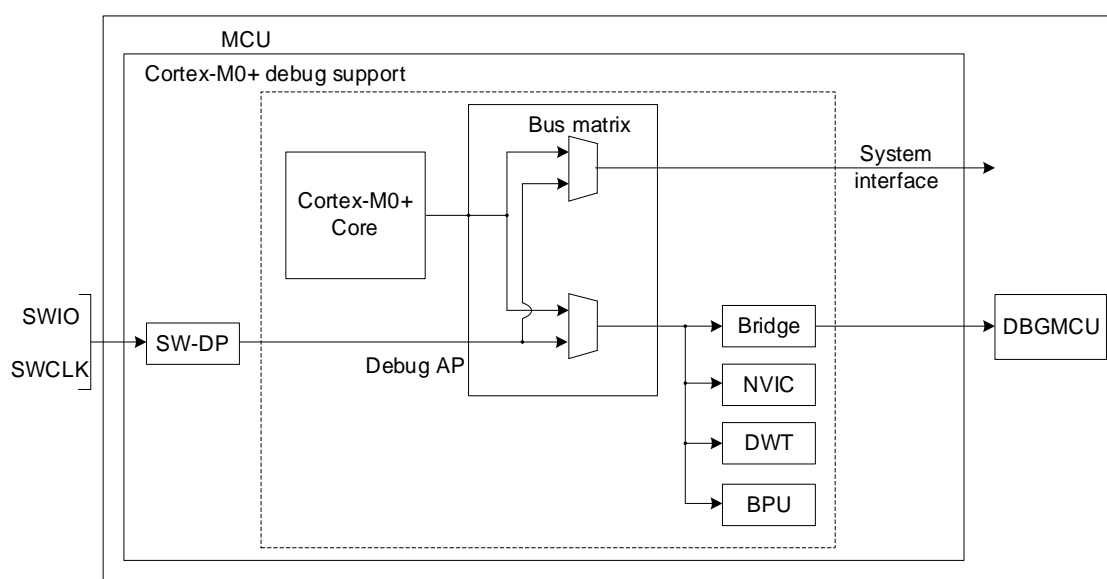 MCU
Cortex-M0+ debug support
Bus matrix
System
interface
Cortex-M0+
Core
SWIO
SWCLK
SW-DP
Debug AP
Bridge
DBGMCU
NVIC
DWT
BPU